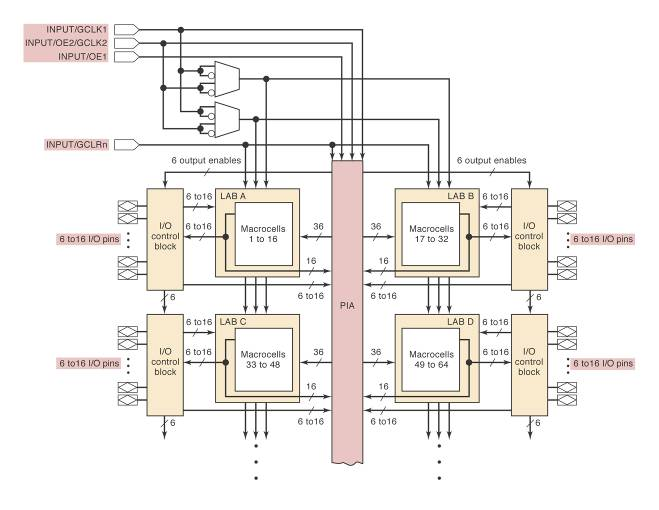 INPUT/GCLK1
INPUT/OE2/GCLK2
INPUT/OE1
INPUT/GCLRn
6 output enables
6 output enables
6 to16
LAB A
LAB B
6 to16
I/O
control
block
6 to16
Macrocells
1 to 16
36
36
Macrocells
17 to 32
6 to16
I/O
control
block
6 to16 I/O pins
6 to16 I/O pins
16
16
6
6 to16
6 to16
6
PIA
6 to16
LAB C
LAB D
6 to16
I/O
control
block
6 to16
Macrocells
33 to 48
36
36
Macrocells
49 to 64
6 to16
I/O
control
block
6 to16 I/O pins
6 to16 I/O pins
16
16
6
6 to16
6 to16
6